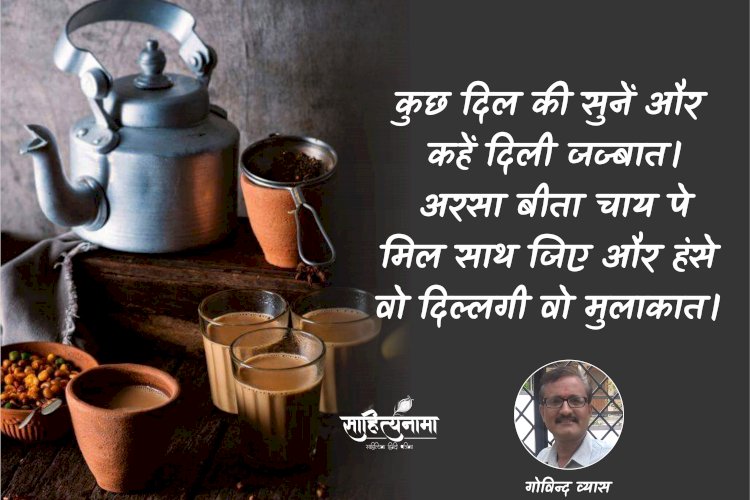 कुछ दिल की सुनें और
कहें दिली जज्बात।
अरसा बीता चाय पे
मिल साथ जिए और हंसे
वो दिल्लगी वो मुलाकात।
साहित्यनामा
गोविन्द व्यास